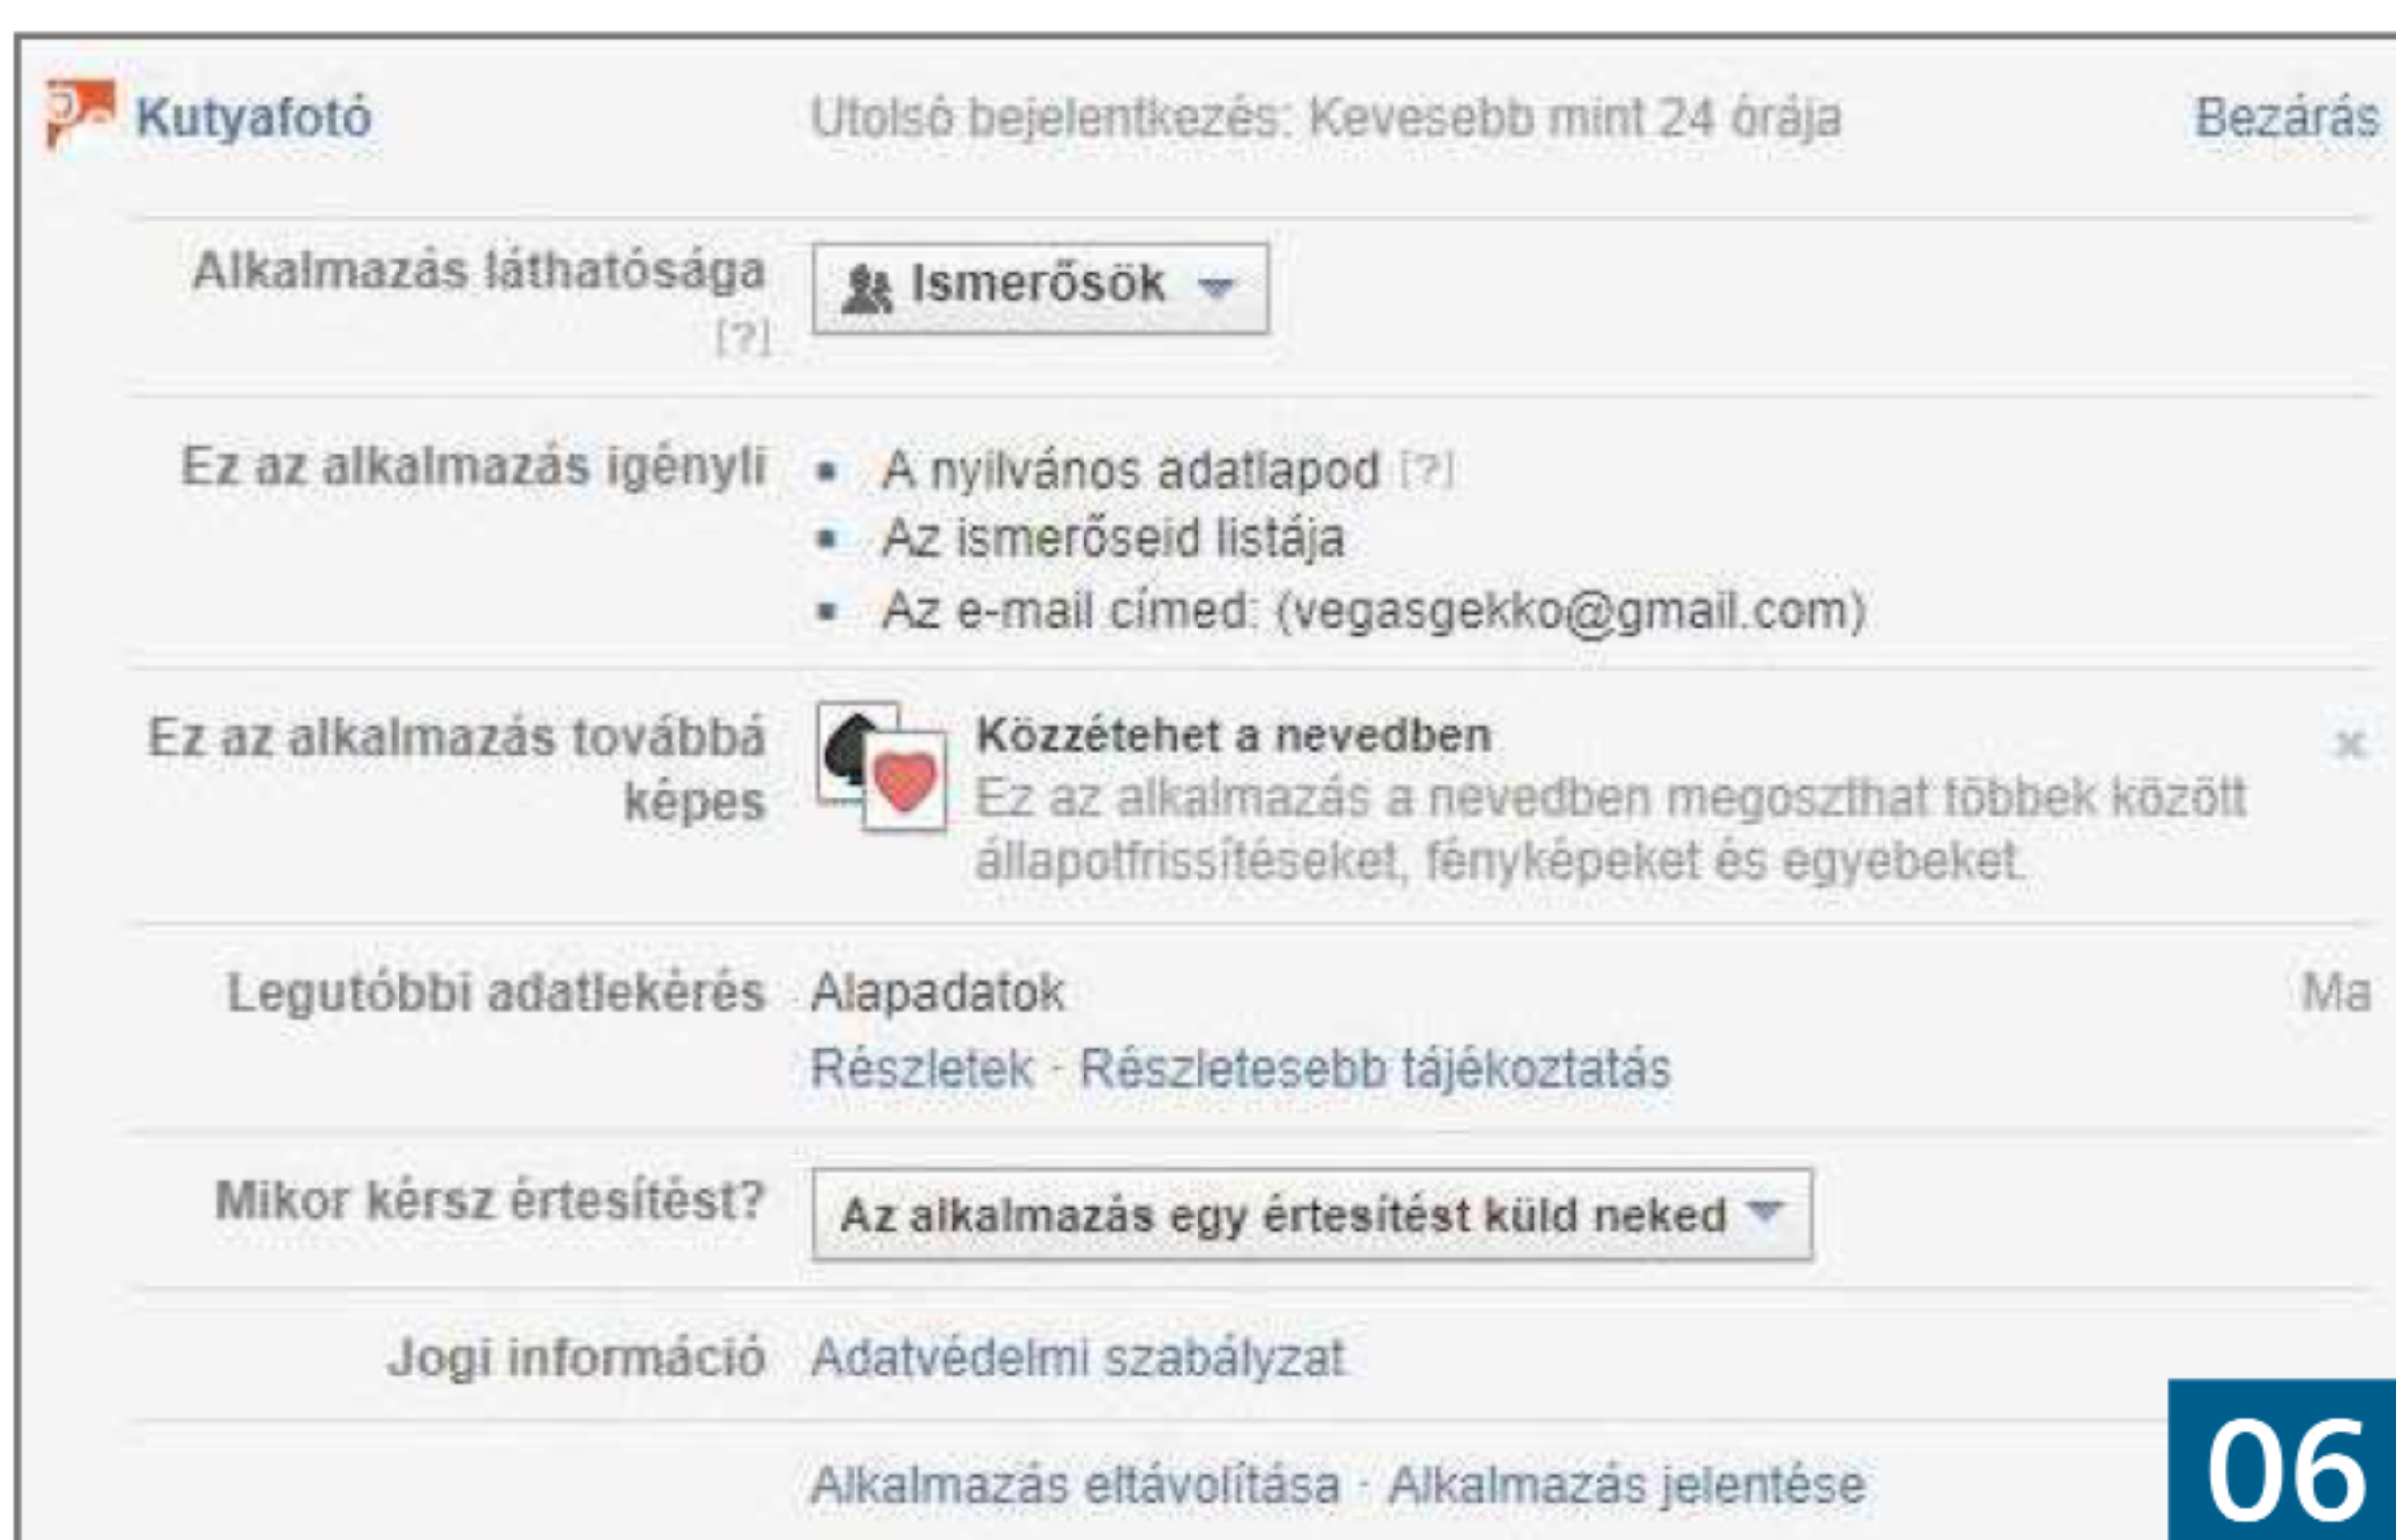 Kutyafotó Utolsó bejelentkezés: Kevesebb mint 24 órája Bezárás
Alkalmazás láthatósága Ismerősök
[?]
Ez az alkalmazás igényli ▪ A nyilvános adatlapod [?]
▪ Az ismerőseid listája
▪ Az e-mail címed: (vegasgekko@gmail.com)
Ez az alkalmazás továbbá képes
Közzétehet a nevedben x
Ez az alkalmazás a nevedben megoszthat többek között
állapotfrissítéseket, fényképeket és egyebeket.
Legutóbbi adatlekérés Alapadatok Ma
Részletek · Részletesebb tájékoztatás
Mikor kérsz értesítést? Az alkalmazás egy értesítést küld neked
Jogi információ Adatvédelmi szabályzat
Alkalmazás eltávolítása · Alkalmazás jelentése
06